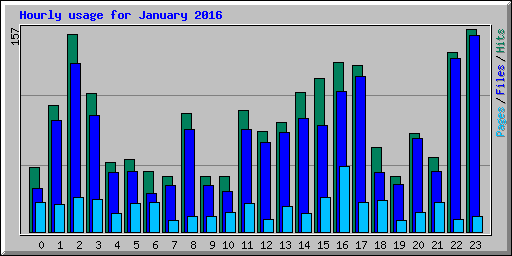 Hourly usage for January 2016
157
Pages / Files / Hits
0 1 2 3 4 5 6 7 8 9 10 11 12 13 14 15 16 17 18 19 20 21 22 23